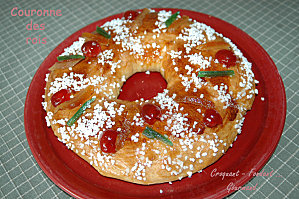 Couronne
des
rois
Croquant - Fondant
Gourmand